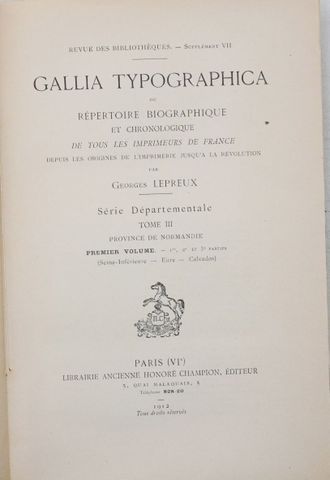 REVUE DES BIBLIOTHÈQUES. — SUPPLÉMENT VII
GALLIA TYPOGRAPHICA
OU
RÉPERTOIRE BIOGRAPHIQUE
ET CHRONOLOGIQUE
DE TOUS LES IMPRIMEURS DE FRANCE
DEPUIS LES ORIGINES DE L'IMPRIMERIE JUSQU'A LA RÉVOLUTION
PAR
GEORGES LEPREUX
Série Départementale
TOME III
PROVINCE DE NORMANDIE
PREMIER VOLUME. — 1re, 2e ET 3e PARTIES
(Seine-Inférieure — Eure — Calvados)
PARIS (VIe)
LIBRAIRIE ANCIENNE HONORÉ CHAMPION, ÉDITEUR
5, QUAI MALAQUAIS, 5
Téléphone 828-20
1912
Tous droits réservés